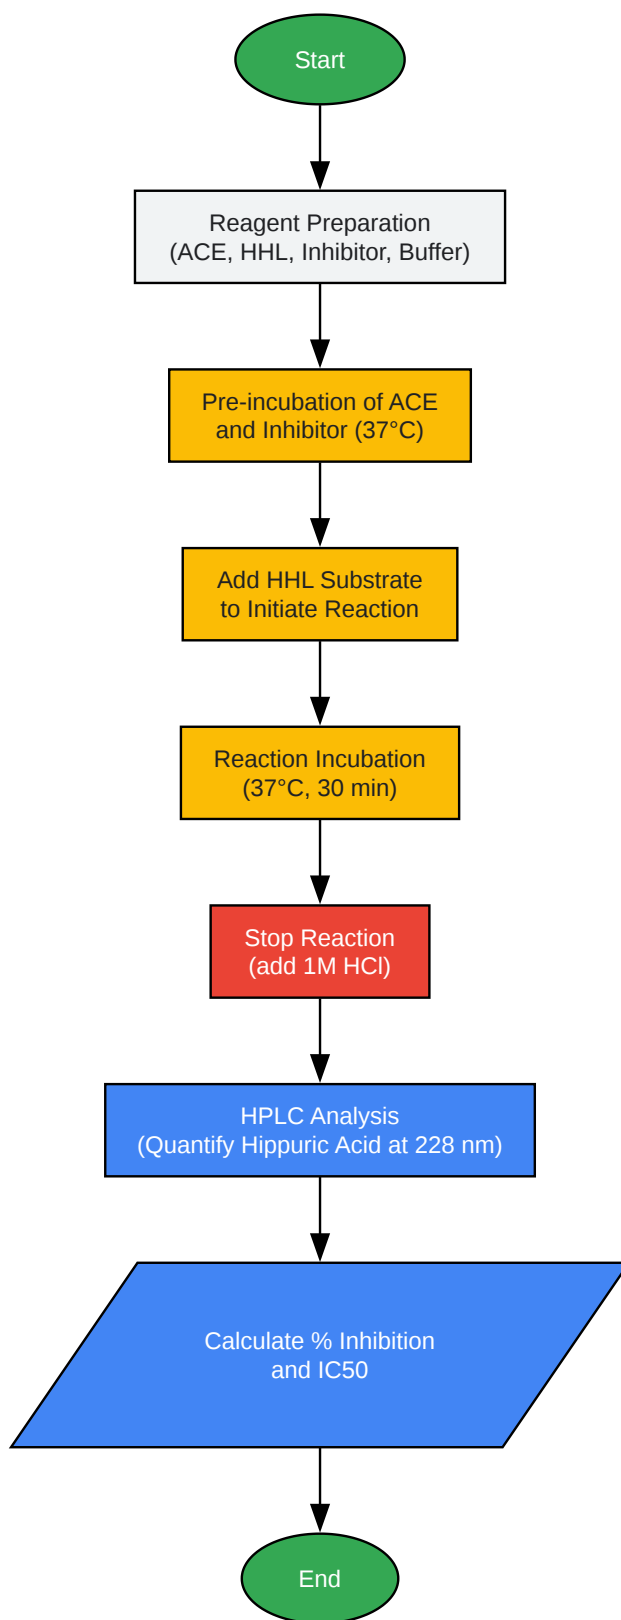 Start
Reagent Preparation
(ACE, HHL, Inhibitor, Buffer)
Pre-incubation of ACE
and Inhibitor (37°C)
Add HHL Substrate
to Initiate Reaction
Reaction Incubation
(37°C, 30 min)
Stop Reaction
(add 1M HCl)
HPLC Analysis
(Quantify Hippuric Acid at 228 nm)
Calculate % Inhibition
and IC50
End